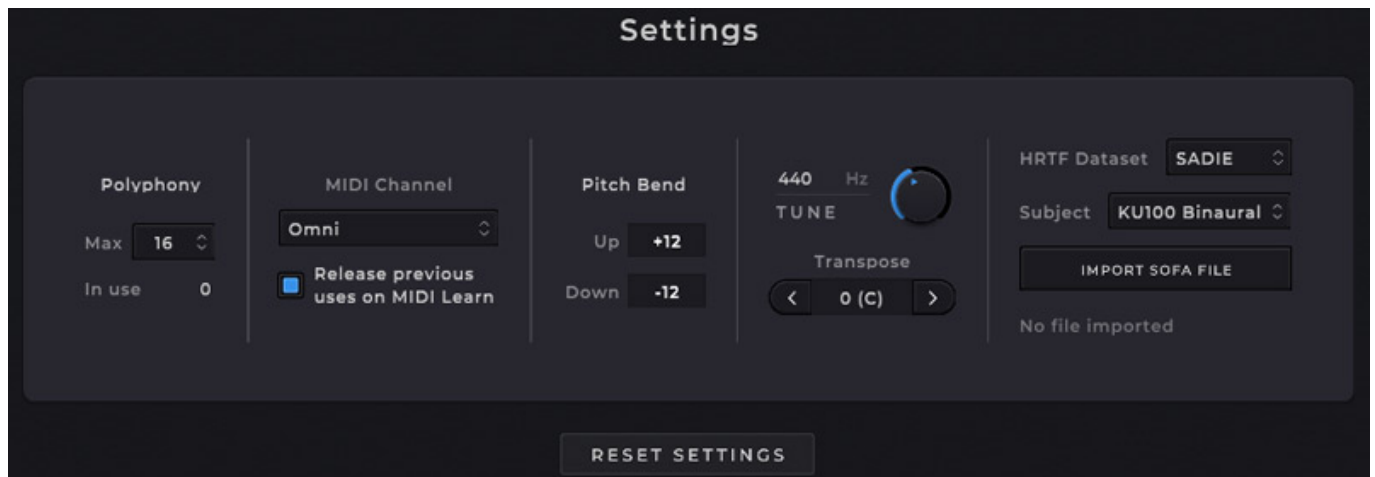 Settings
Polyphony
Max 16
In use 0
MIDI Channel
Omni
Release previous
uses on MIDI Learn
Pitch Bend
Up +12
Down -12
440 Hz
TUNE
Transpose
0 (C)
HRTF Dataset SADIE
Subject KU100 Binaural
IMPORT SOFA FILE
No file imported
RESET SETTINGS